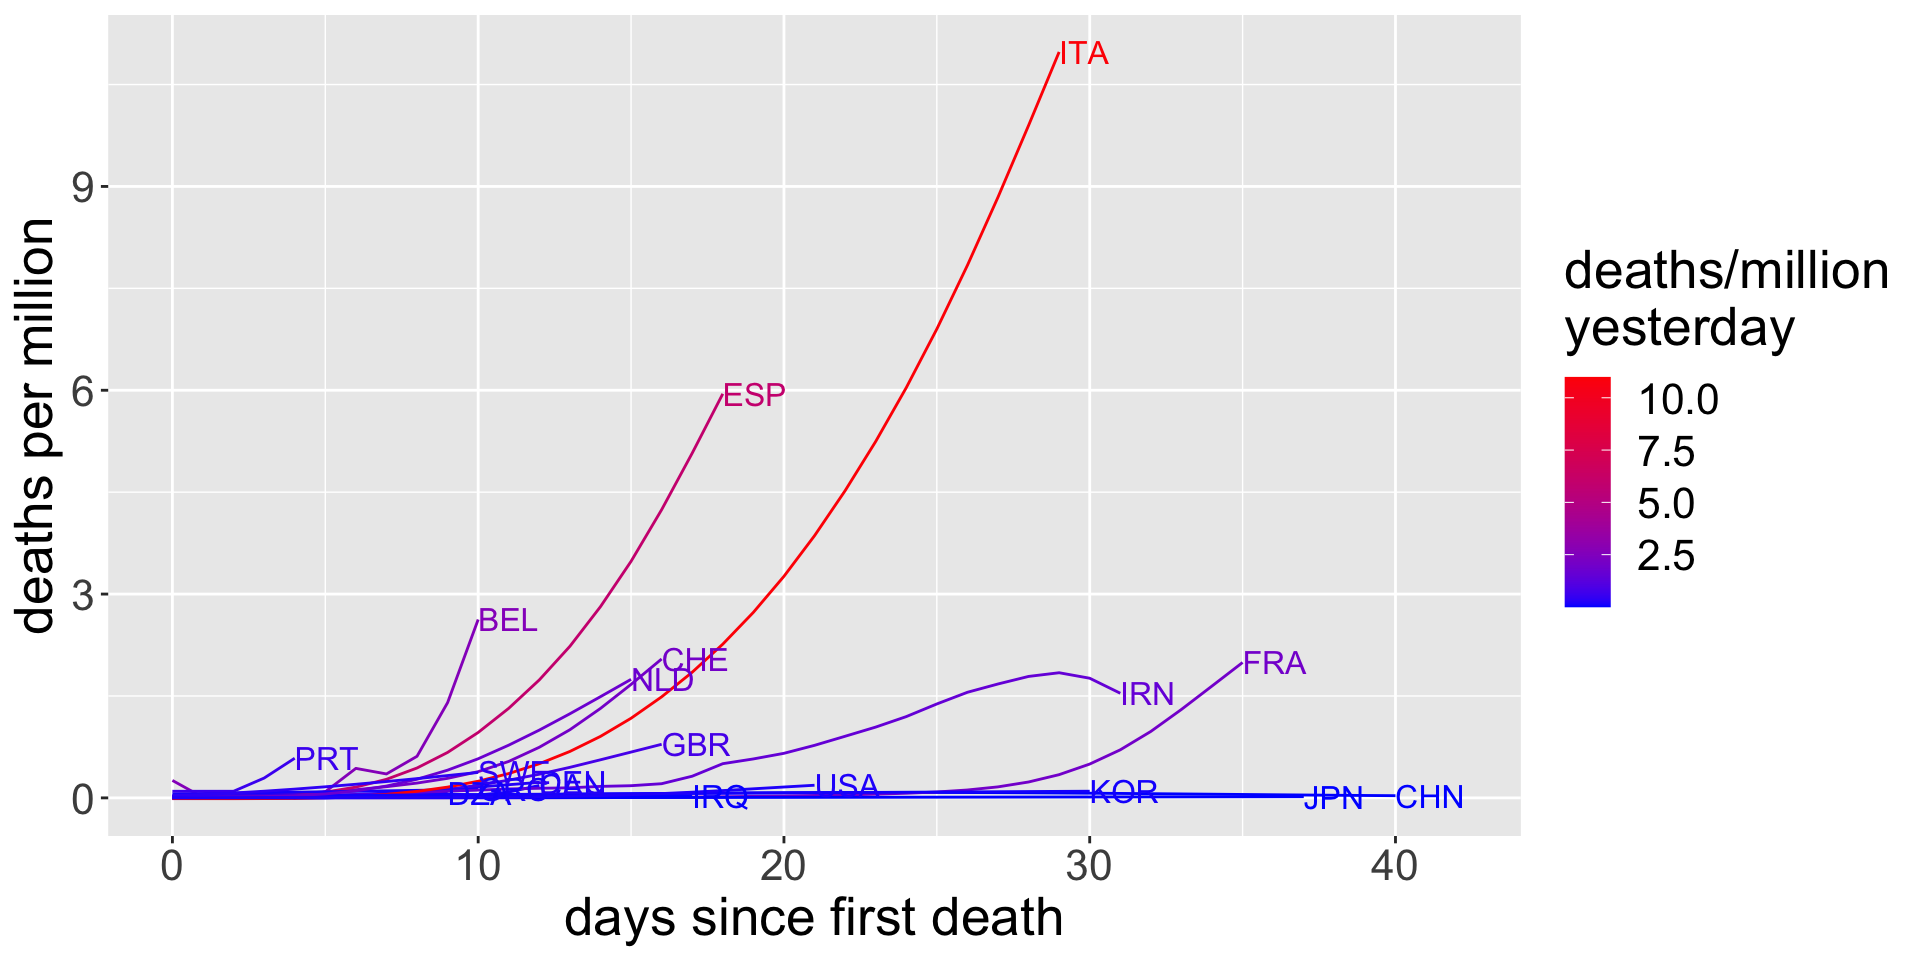 ITA
9
deaths per million
deaths/million
yesterday
10.0
7.5
5.0
2.5
6
ESP
3
BEL
CHE
NLD
FRA
IRN
PRT
GBR
SWE
USA
DZA
IRQ
KOR
JPN
CHN
0
0
10
20
30
40
days since first death